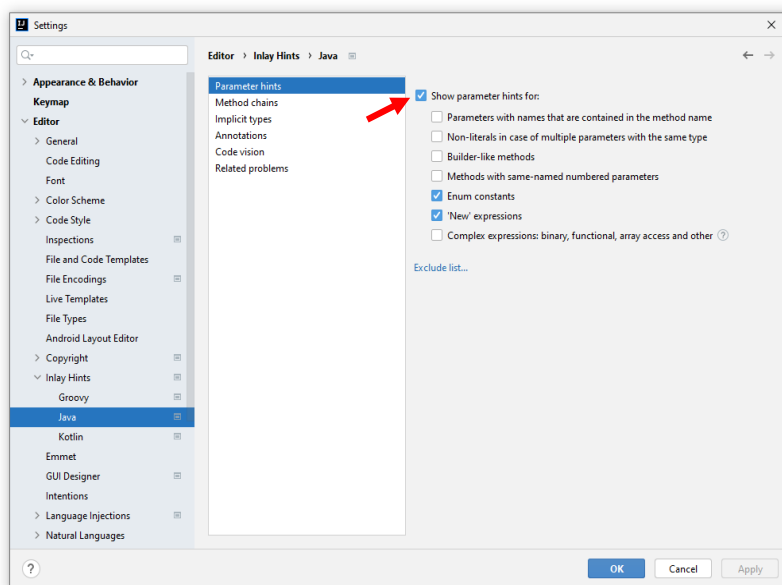 Settings
Editor › Inlay Hints › Java
Appearance & Behavior
Keymap
Editor
General
Code Editing
Font
Color Scheme
Code Style
Inspections
File and Code Templates
File Encodings
Live Templates
File Types
Android Layout Editor
Copyright
Inlay Hints
Groovy
Java
Kotlin
Emmet
GUI Designer
Intentions
Language Injections
Natural Languages
Parameter hints
Method chains
Implicit types
Annotations
Code vision
Related problems
Show parameter hints for:
Parameters with names that are contained in the method name
Non-literals in case of multiple parameters with the same type
Builder-like methods
Methods with same-named numbered parameters
Enum constants
'New' expressions
Complex expressions: binary, functional, array access and other ?
Exclude list...
? OK Cancel Apply